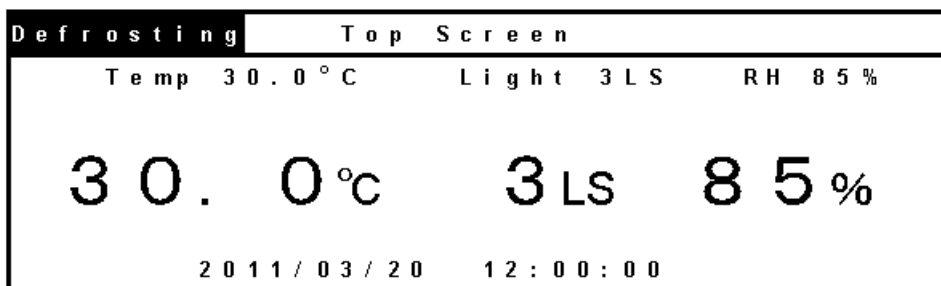 Defrosting Top Screen
Temp 30.0°C Light 3LS RH 85%
30.0℃ 3LS 85%
2011/03/20 12:00:00